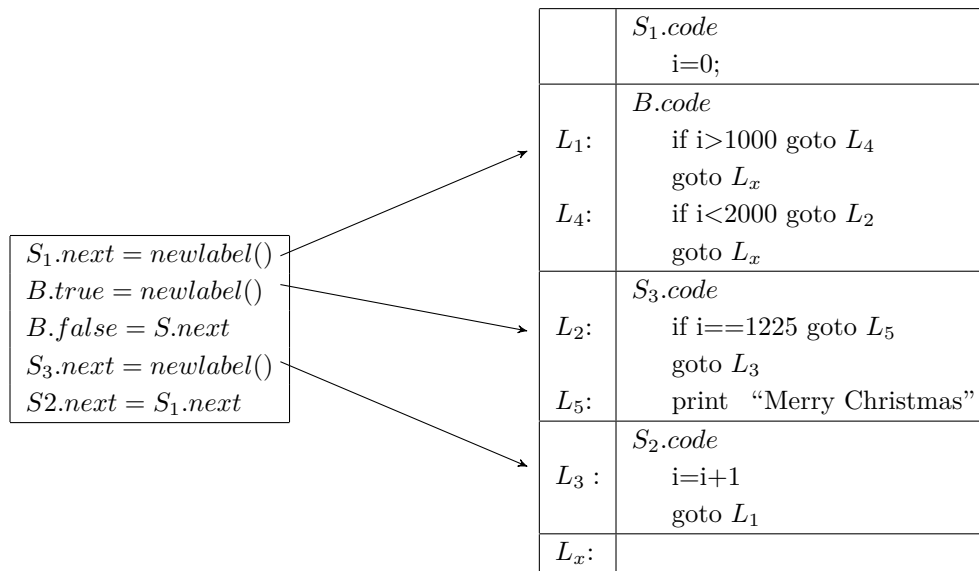 S₁.next = newlabel()
B.true = newlabel()
B.false = S.next
S₃.next = newlabel()
S2.next = S₁.next
S₁.code
i=0;
B.code
L₁: if i>1000 goto L₄
goto Lₓ
L₄: if i<2000 goto L₂
goto Lₓ
S₃.code
L₂: if i==1225 goto L₅
goto L₃
L₅: print “Merry Christmas”
S₂.code
L₃ : i=i+1
goto L₁
Lₓ: